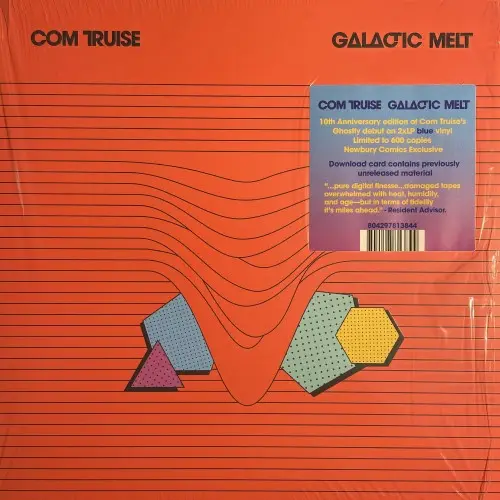 COM TRUISE
GALACTIC MELT
COM TRUISE GALACTIC MELT
10th Anniversary edition of Com Truise's
Ghostly debut on 2xLP blue vinyl
Limited to 600 copies
Newbury Comics Exclusive
Download card contains previously
unreleased material
"...pure digital finesse...damaged tapes
overwhelmed with heat, humidity,
and age—but in terms of fidelity
it's miles ahead." - Resident Advisor.
804297813844